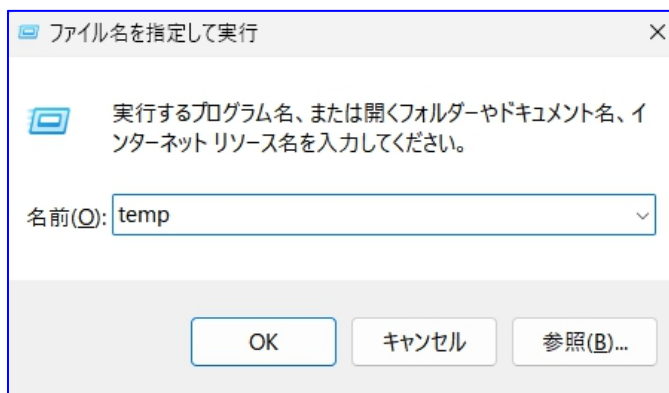 ファイル名を指定して実行
実行するプログラム名、または開くフォルダーやドキュメント名、イ
ンターネット リソース名を入力してください。
名前(O): temp
OK キャンセル 参照(B)...